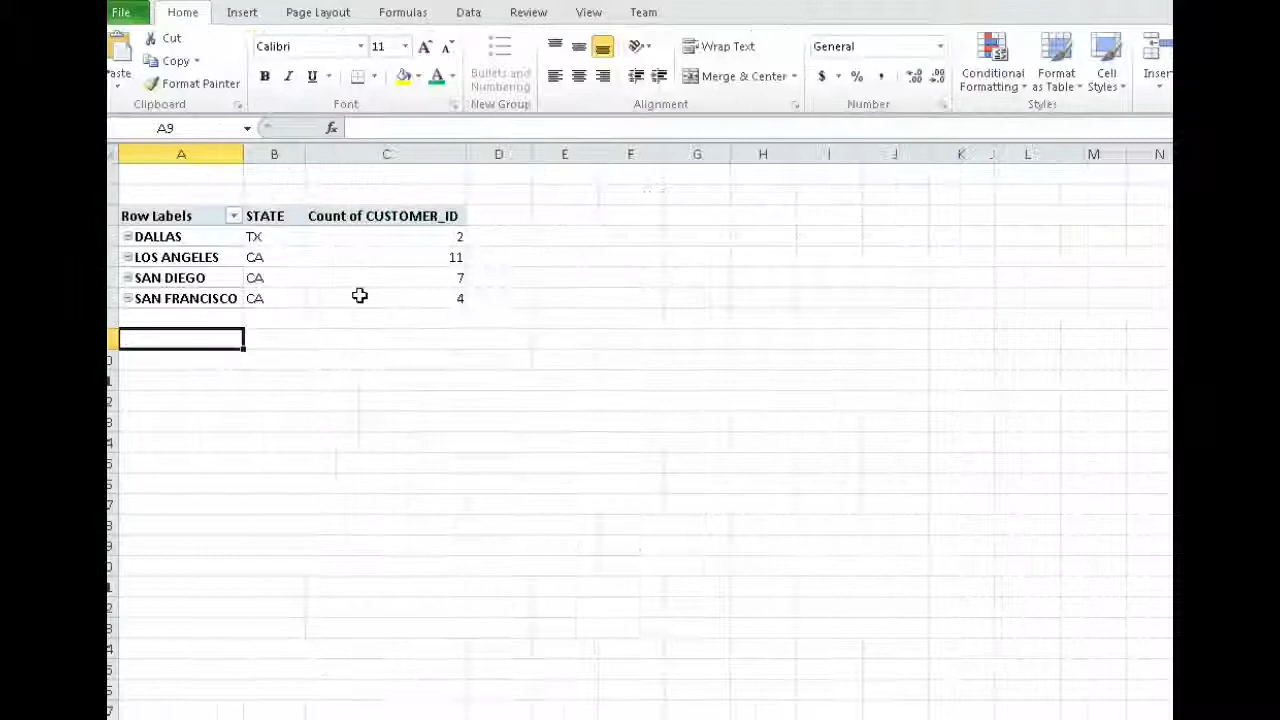 File Home Insert Page Layout Formulas Data Review View Team
Cut
Copy
aste
Format Painter
Clipboard
Calibri 11
B I U
Font
Bullets and
Numbering
New Group
Wrap Text
Merge & Center
Alignment
General
$ % ,
Number
Conditional
Formatting
Format
as Table
Cell
Styles
Styles
Inser
A9
fx
A B C D E F G H I J K L M N
Row Labels STATE Count of CUSTOMER_ID
DALLAS TX 2
LOS ANGELES CA 11
SAN DIEGO CA 7
SAN FRANCISCO CA 4